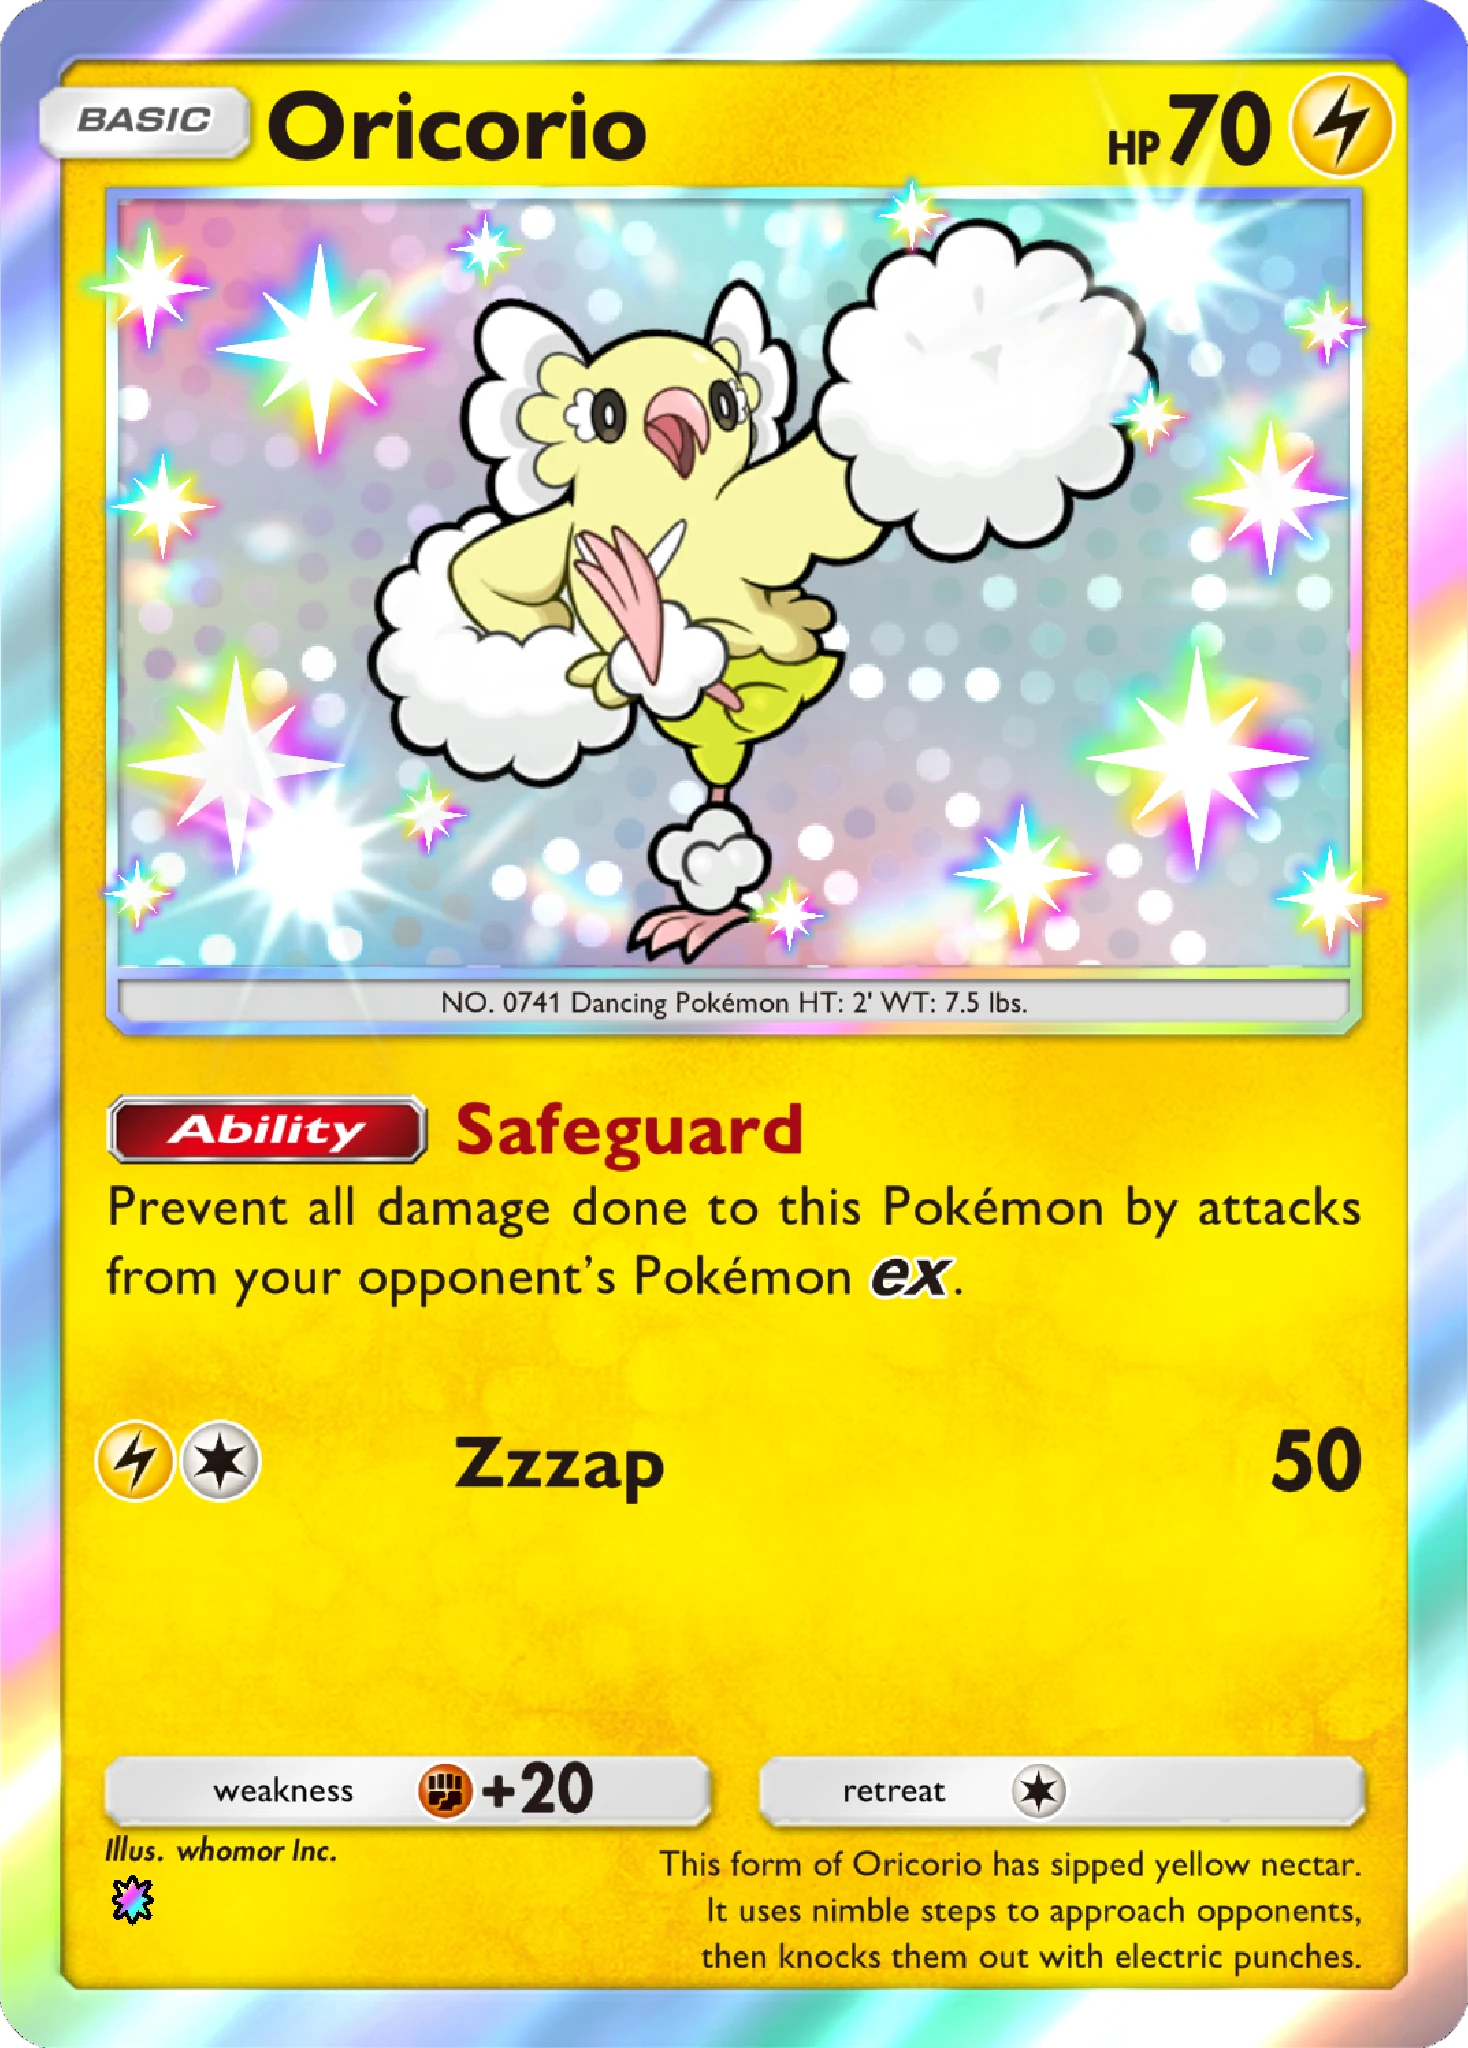 BASIC Oricorio HP 70
NO. 0741 Dancing Pokémon HT: 2' WT: 7.5 lbs.
Ability Safeguard
Prevent all damage done to this Pokémon by attacks
from your opponent's Pokémon ex.
Zzzap 50
weakness +20 retreat
Illus. whomor Inc.
This form of Oricorio has sipped yellow nectar.
It uses nimble steps to approach opponents,
then knocks them out with electric punches.